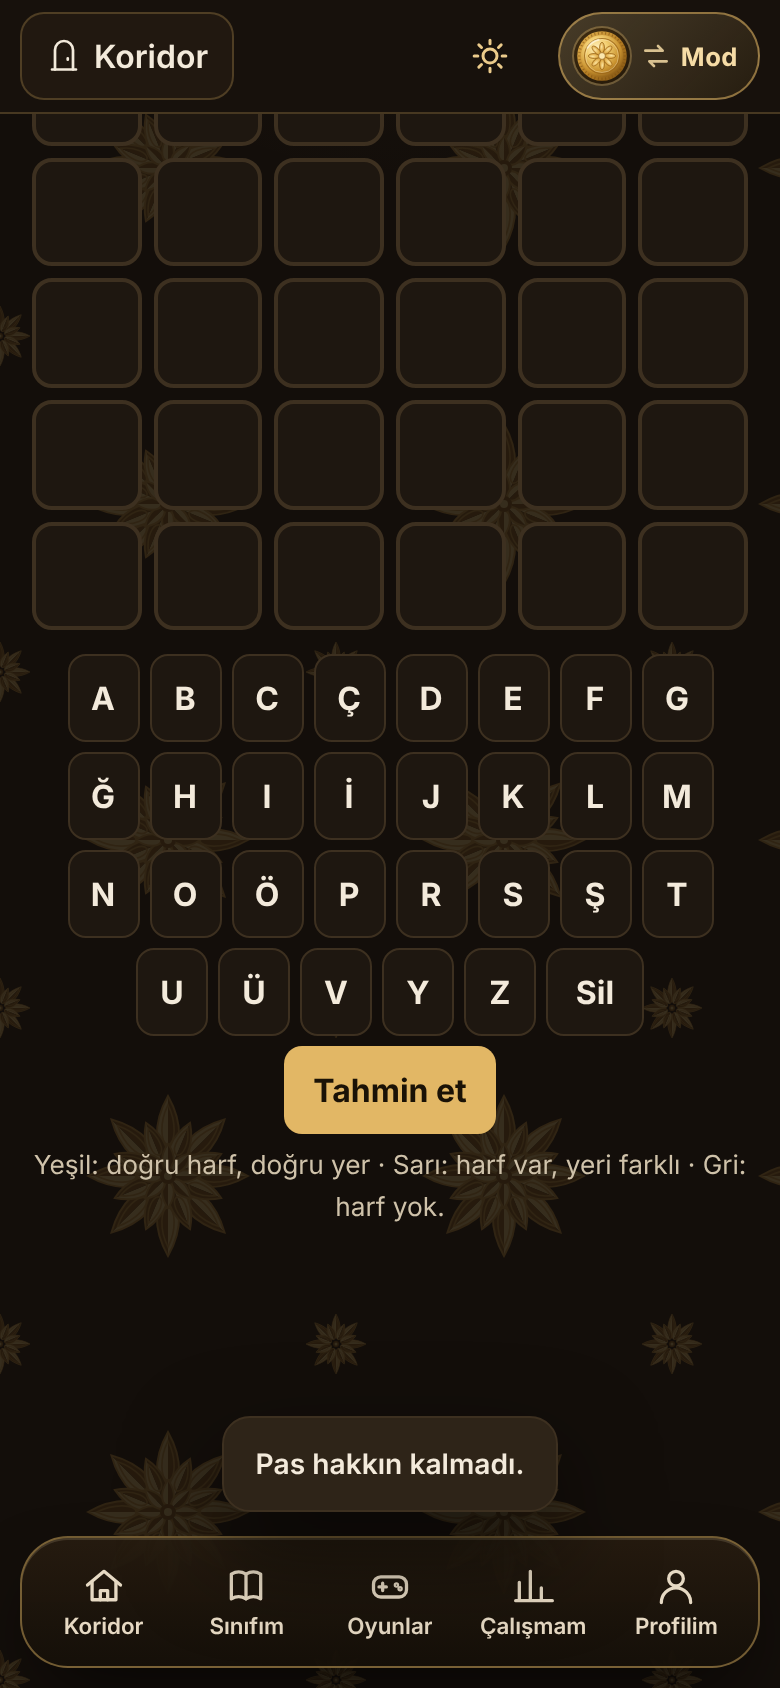 Koridor
Mod
A B C Ç D E F G
Ğ H I İ J K L M
N O Ö P R S Ş T
U Ü V Y Z Sil
Tahmin et
Yeşil: doğru harf, doğru yer · Sarı: harf var, yeri farklı · Gri:
harf yok.
Pas hakkın kalmadı.
Koridor Sınıfım Oyunlar Çalışmam Profilim